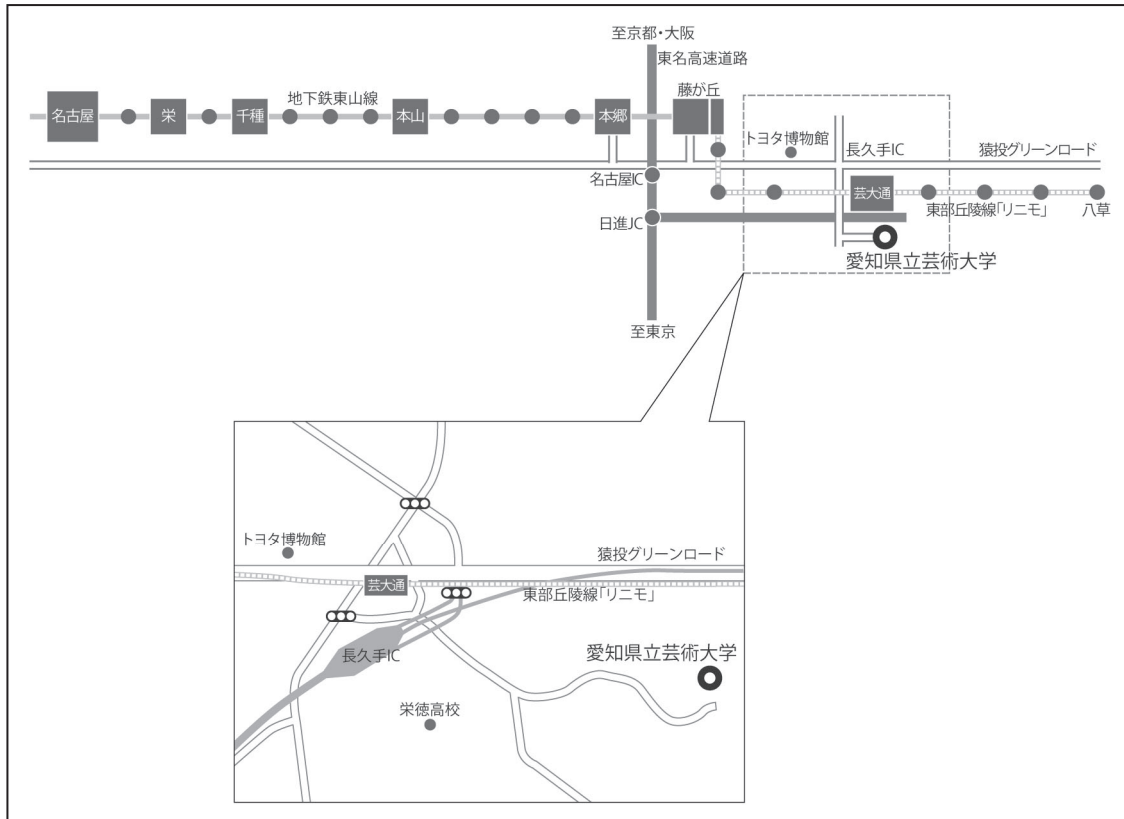 至京都・大阪
東名高速道路
名古屋
栄
千種
地下鉄東山線
本山
本郷
藤が丘
トヨタ博物館
長久手IC
猿投グリーンロード
名古屋IC
芸大通
日進JC
東部丘陵線「リニモ」
八草
愛知県立芸術大学
至東京
トヨタ博物館
猿投グリーンロード
芸大通
東部丘陵線「リニモ」
長久手IC
愛知県立芸術大学
栄徳高校